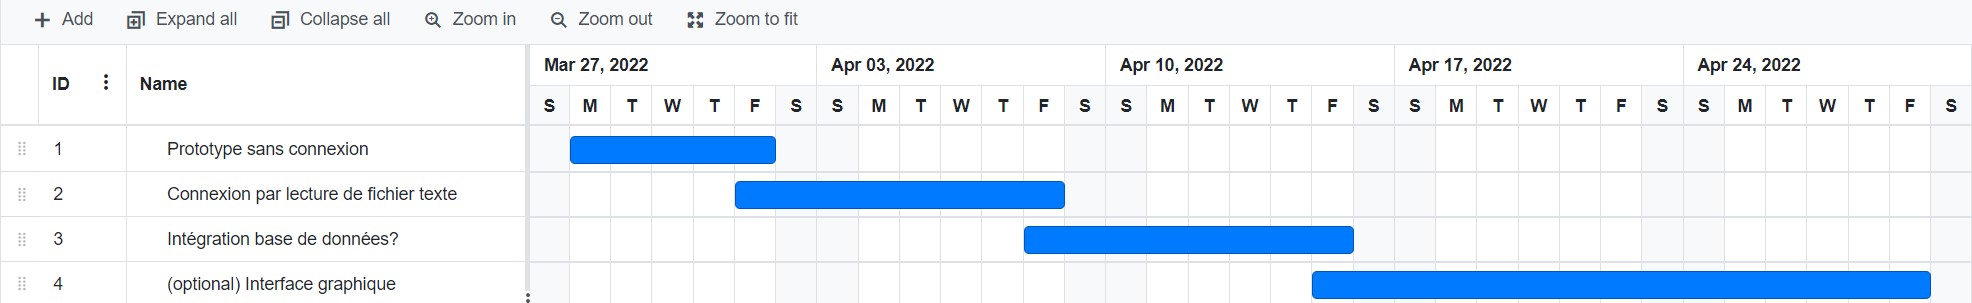 Add Expand all Collapse all Zoom in Zoom out Zoom to fit
ID Name Mar 27, 2022 Apr 03, 2022 Apr 10, 2022 Apr 17, 2022 Apr 24, 2022
S M T W T F S S M T W T F S S M T W T F S S M T W T F S S M T W T F S
1 Prototype sans connexion
2 Connexion par lecture de fichier texte
3 Intégration base de données?
4 (optional) Interface graphique